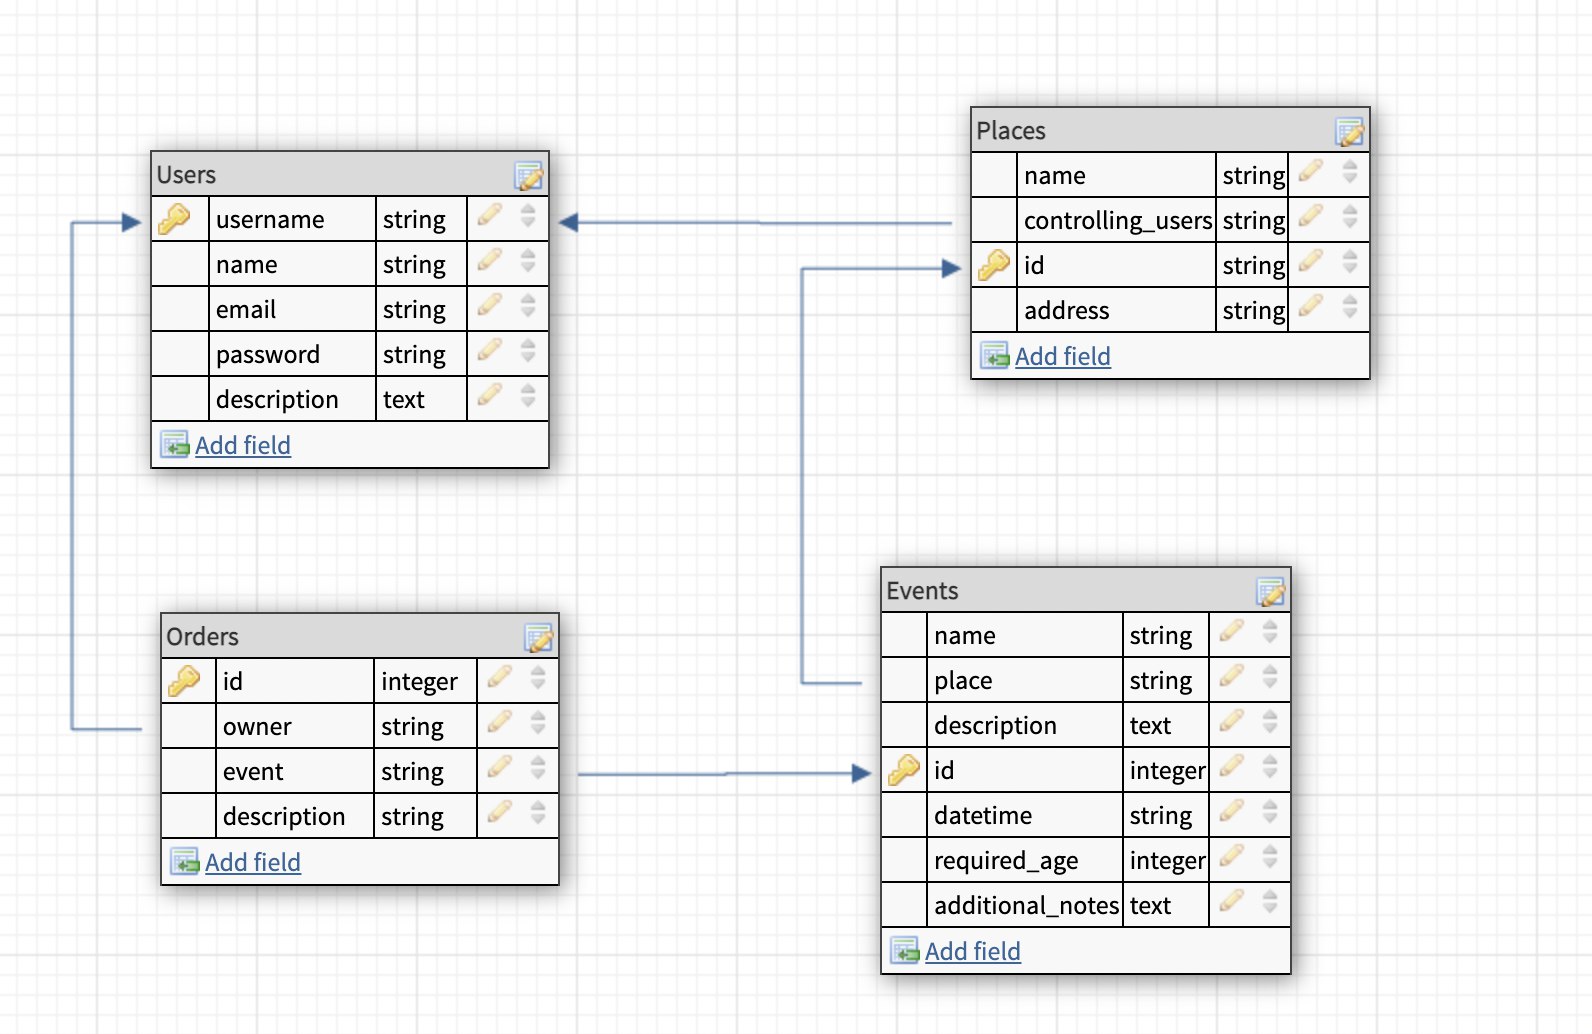 Users
username string
name string
email string
password string
description text
Add field
Places
name string
controlling_users string
id string
address string
Add field
Orders
id integer
owner string
event string
description string
Add field
Events
name string
place string
description text
id integer
datetime string
required_age integer
additional_notes text
Add field